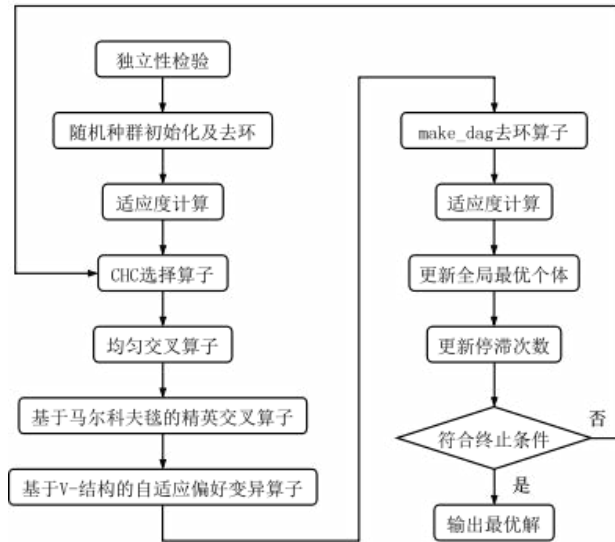 独立性检验
随机种群初始化及去环
适应度计算
CHC选择算子
均匀交叉算子
基于马尔科夫毯的精英交叉算子
基于V-结构的自适应偏好变异算子
make_dag去环算子
适应度计算
更新全局最优个体
更新停滞次数
符合终止条件
否
是
输出最优解